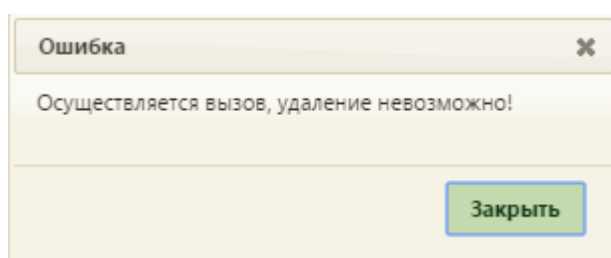 Ошибка
Осуществляется вызов, удаление невозможно!
Закрыть